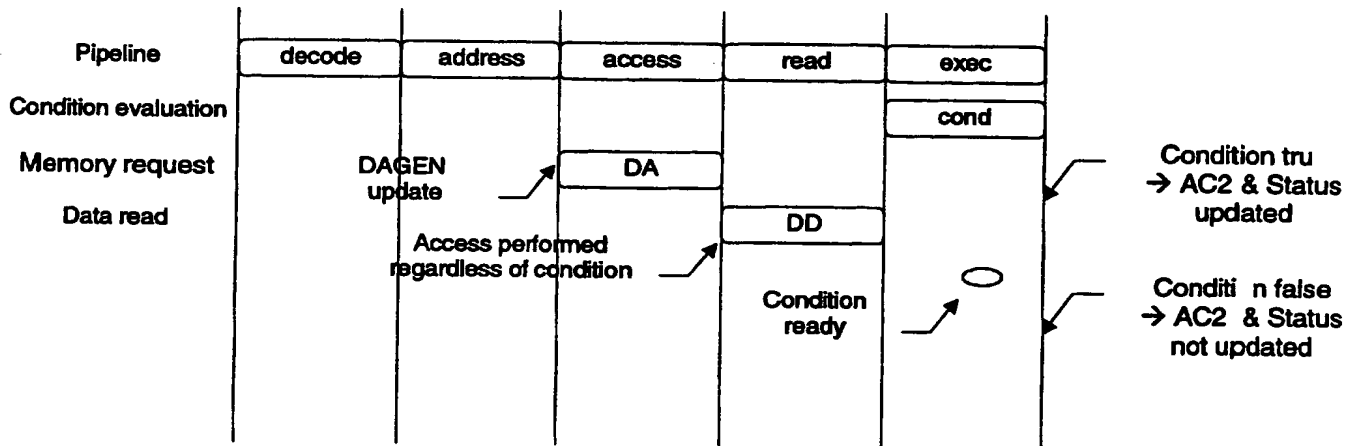 Pipeline decode address access read exec
Condition evaluation cond
Memory request DAGEN update DA
Condition tru
→ AC2 & Status
updated
Data read DD
Access performed
regardless of condition
Condition
ready
Conditi n false
→ AC2 & Status
not updated